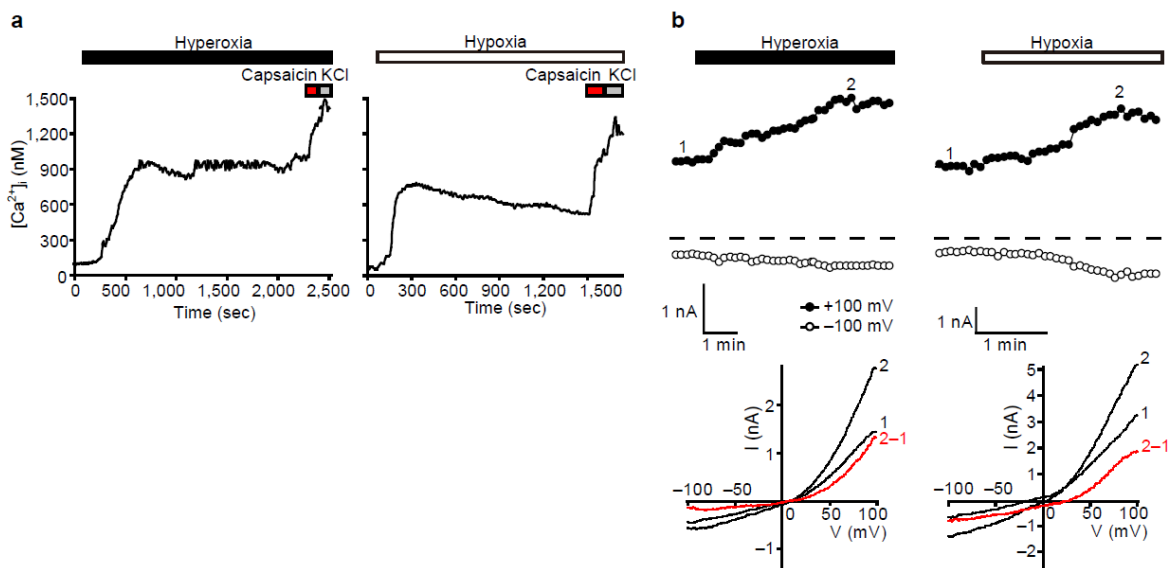 a
Hyperoxia
Capsaicin KCl
1,500
1,200
900
600
300
0
[Ca²⁺]ᵢ (nM)
0 500 1,000 1,500 2,000 2,500
Time (sec)
Hypoxia
Capsaicin KCl
0 300 600 900 1,200 1,500
Time (sec)
b
Hyperoxia
1
2
1 nA
1 min
+100 mV
–100 mV
Hypoxia
1
2
1 nA
1 min
I (nA)
2
1
–1
–100 –50 0 50 100
V (mV)
2
1
2–1
I (nA)
5
4
3
2
1
–1
–2
–100 –50 0 50 100
V (mV)
2
1
2–1